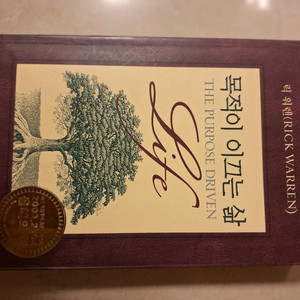 릭 워렌(RICK WARREN)
목적이 이끄는 삶
THE PURPOSE DRIVEN
Life